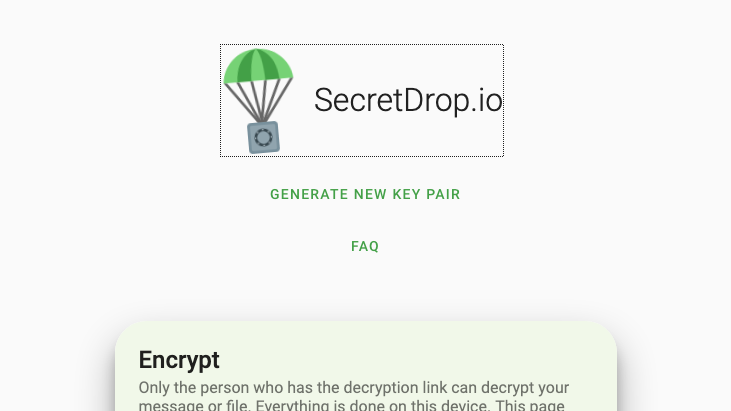 SecretDrop.io
GENERATE NEW KEY PAIR
FAQ
Encrypt
Only the person who has the decryption link can decrypt your
message or file. Everything is done on this device. This page